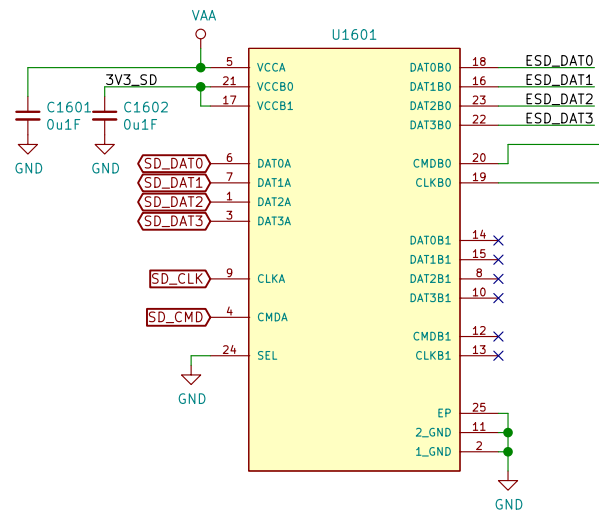 VAA
U1601
5 VCCA DAT0B0 18 ESD_DAT0
3V3_SD 21 VCCB0 DAT1B0 16 ESD_DAT1
C1601 C1602 17 VCCB1 DAT2B0 23 ESD_DAT2
0u1F 0u1F DAT3B0 22 ESD_DAT3
GND GND
SD_DAT0 6 DAT0A CMDB0 20
SD_DAT1 7 DAT1A CLKB0 19
SD_DAT2 1 DAT2A
SD_DAT3 3 DAT3A
DAT0B1 14
DAT1B1 15
SD_CLK 9 CLKA DAT2B1 8
DAT3B1 10
SD_CMD 4 CMDA
CMDB1 12
24 SEL CLKB1 13
GND
EP 25
2_GND 11
1_GND 2
GND